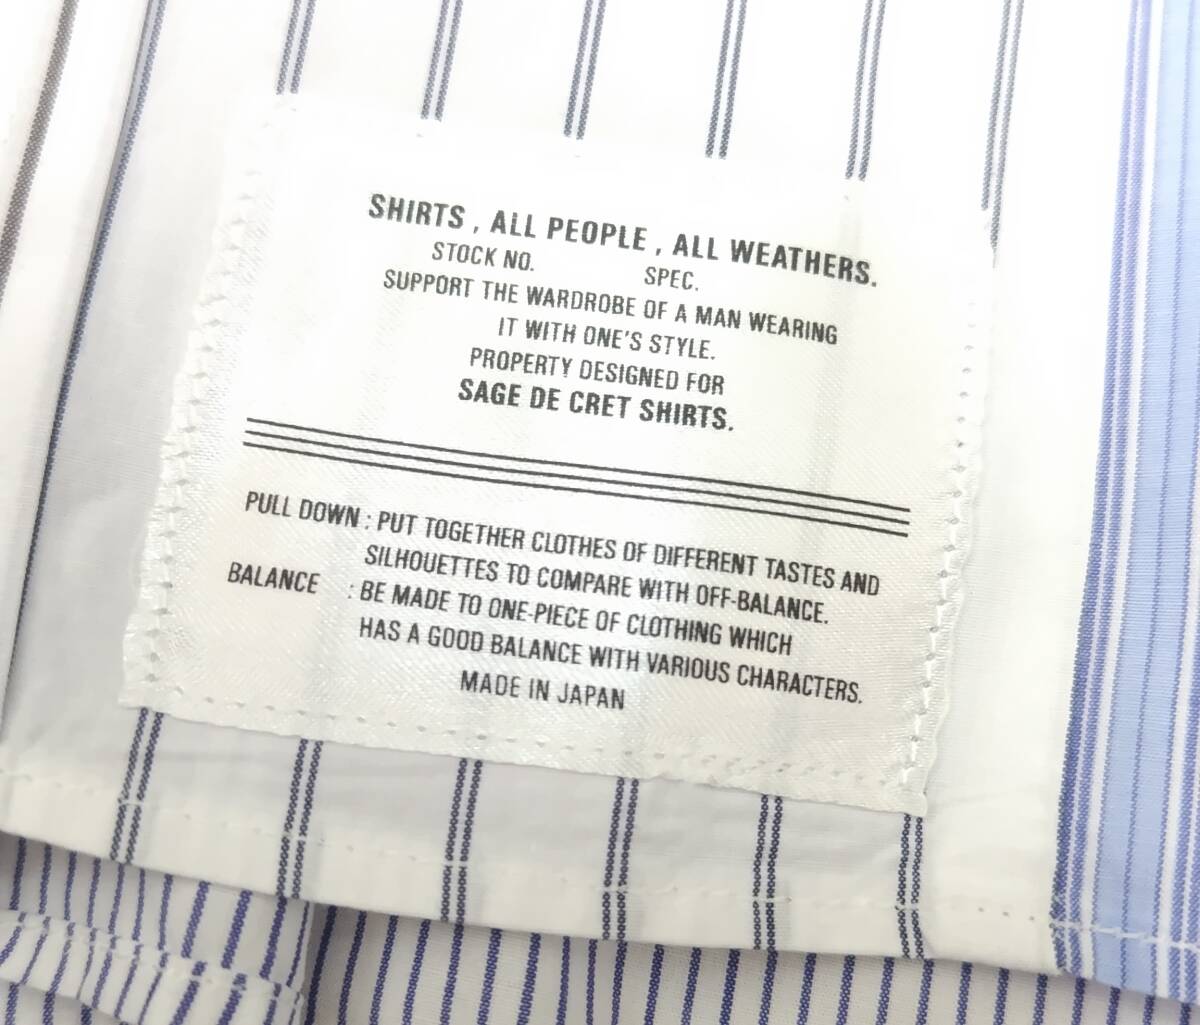 SHIRTS , ALL PEOPLE , ALL WEATHERS.
STOCK NO. SPEC.
SUPPORT THE WARDROBE OF A MAN WEARING
IT WITH ONE'S STYLE.
PROPERTY DESIGNED FOR
SAGE DE CRET SHIRTS.
PULL DOWN : PUT TOGETHER CLOTHES OF DIFFERENT TASTES AND
SILHOUETTES TO COMPARE WITH OFF-BALANCE.
BALANCE : BE MADE TO ONE-PIECE OF CLOTHING WHICH
HAS A GOOD BALANCE WITH VARIOUS CHARACTERS.
MADE IN JAPAN